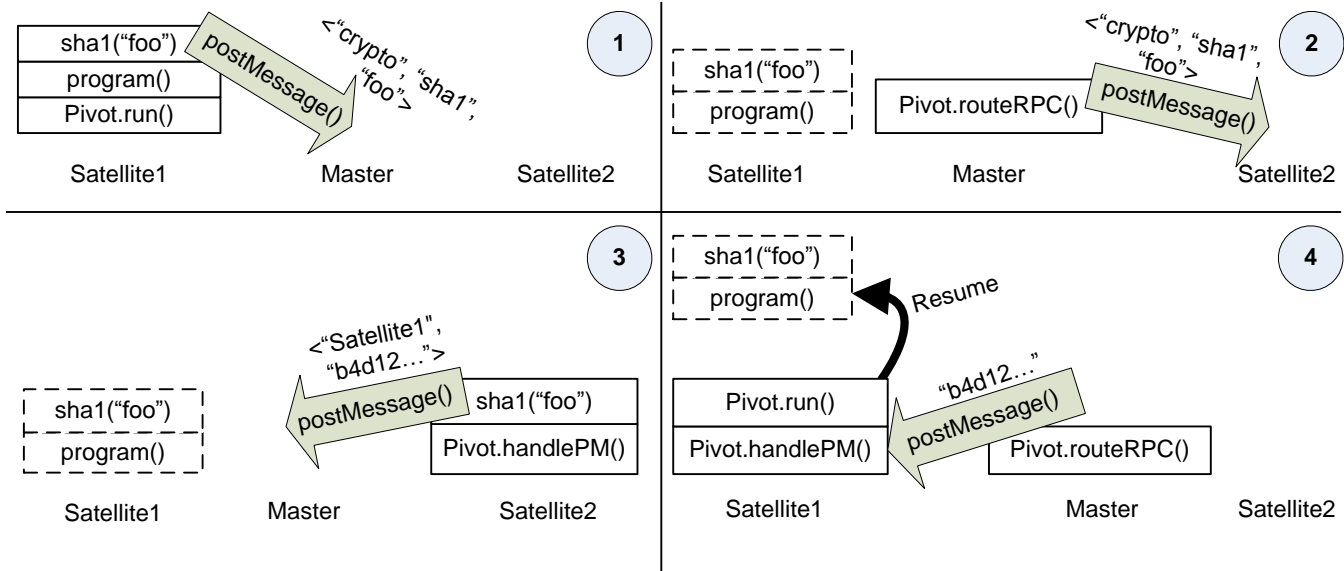 1
sha1(“foo”)
program()
Pivot.run()
postMessage()
<“crypto”, “sha1”,
“foo”>
Satellite1
Master
Satellite2
2
sha1(“foo”)
program()
Pivot.routeRPC()
postMessage()
<“crypto”, “sha1”,
“foo”>
Satellite1
Master
Satellite2
3
sha1(“foo”)
program()
<“Satellite1",
“b4d12…”>
postMessage()
sha1(“foo”)
Pivot.handlePM()
Satellite1
Master
Satellite2
4
sha1(“foo”)
program()
Resume
Pivot.run()
Pivot.handlePM()
“b4d12…”
postMessage()
Pivot.routeRPC()
Satellite1
Master
Satellite2